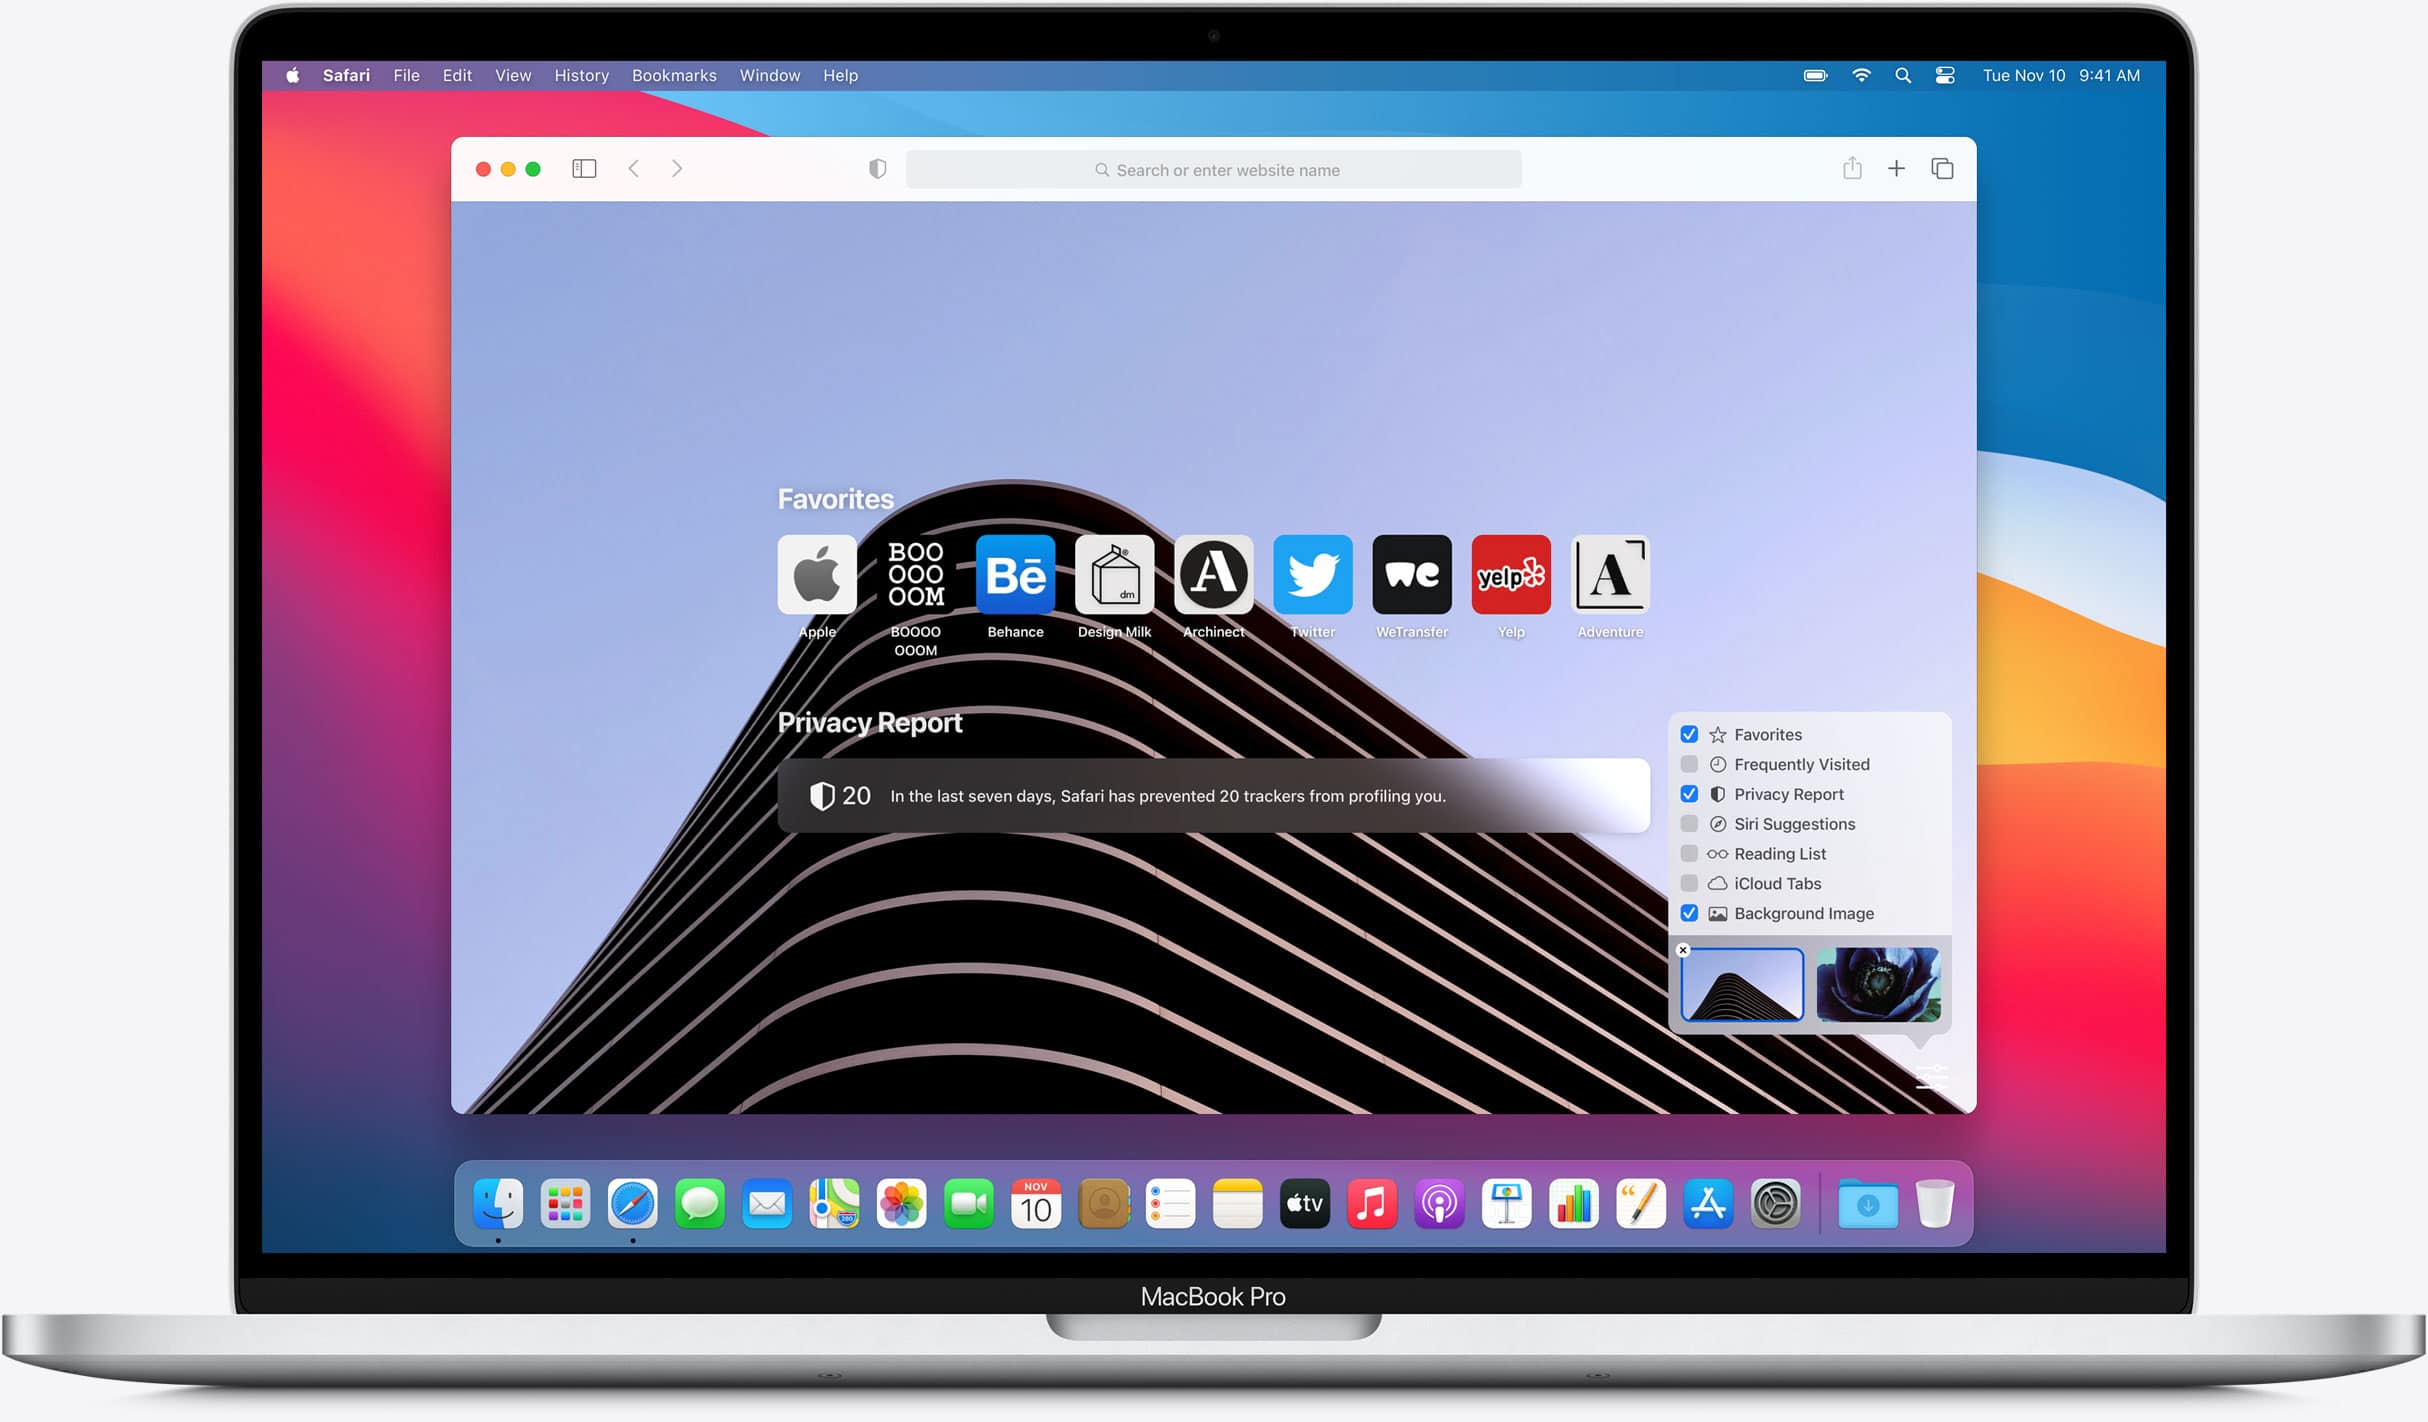 Safari File Edit View History Bookmarks Window Help
Tue Nov 10 9:41 AM
Search or enter website name
Favorites
BOO
OOO
OOM
Bē
dm
A
we
yelp
A
Apple
BOOOO
OOOM
Behance
Design Milk
Archinect
Twitter
WeTransfer
Yelp
Adventure
Privacy Report
20 In the last seven days, Safari has prevented 20 trackers from profiling you.
Favorites
Frequently Visited
Privacy Report
Siri Suggestions
Reading List
iCloud Tabs
Background Image
280
NOV
10
tv
MacBook Pro